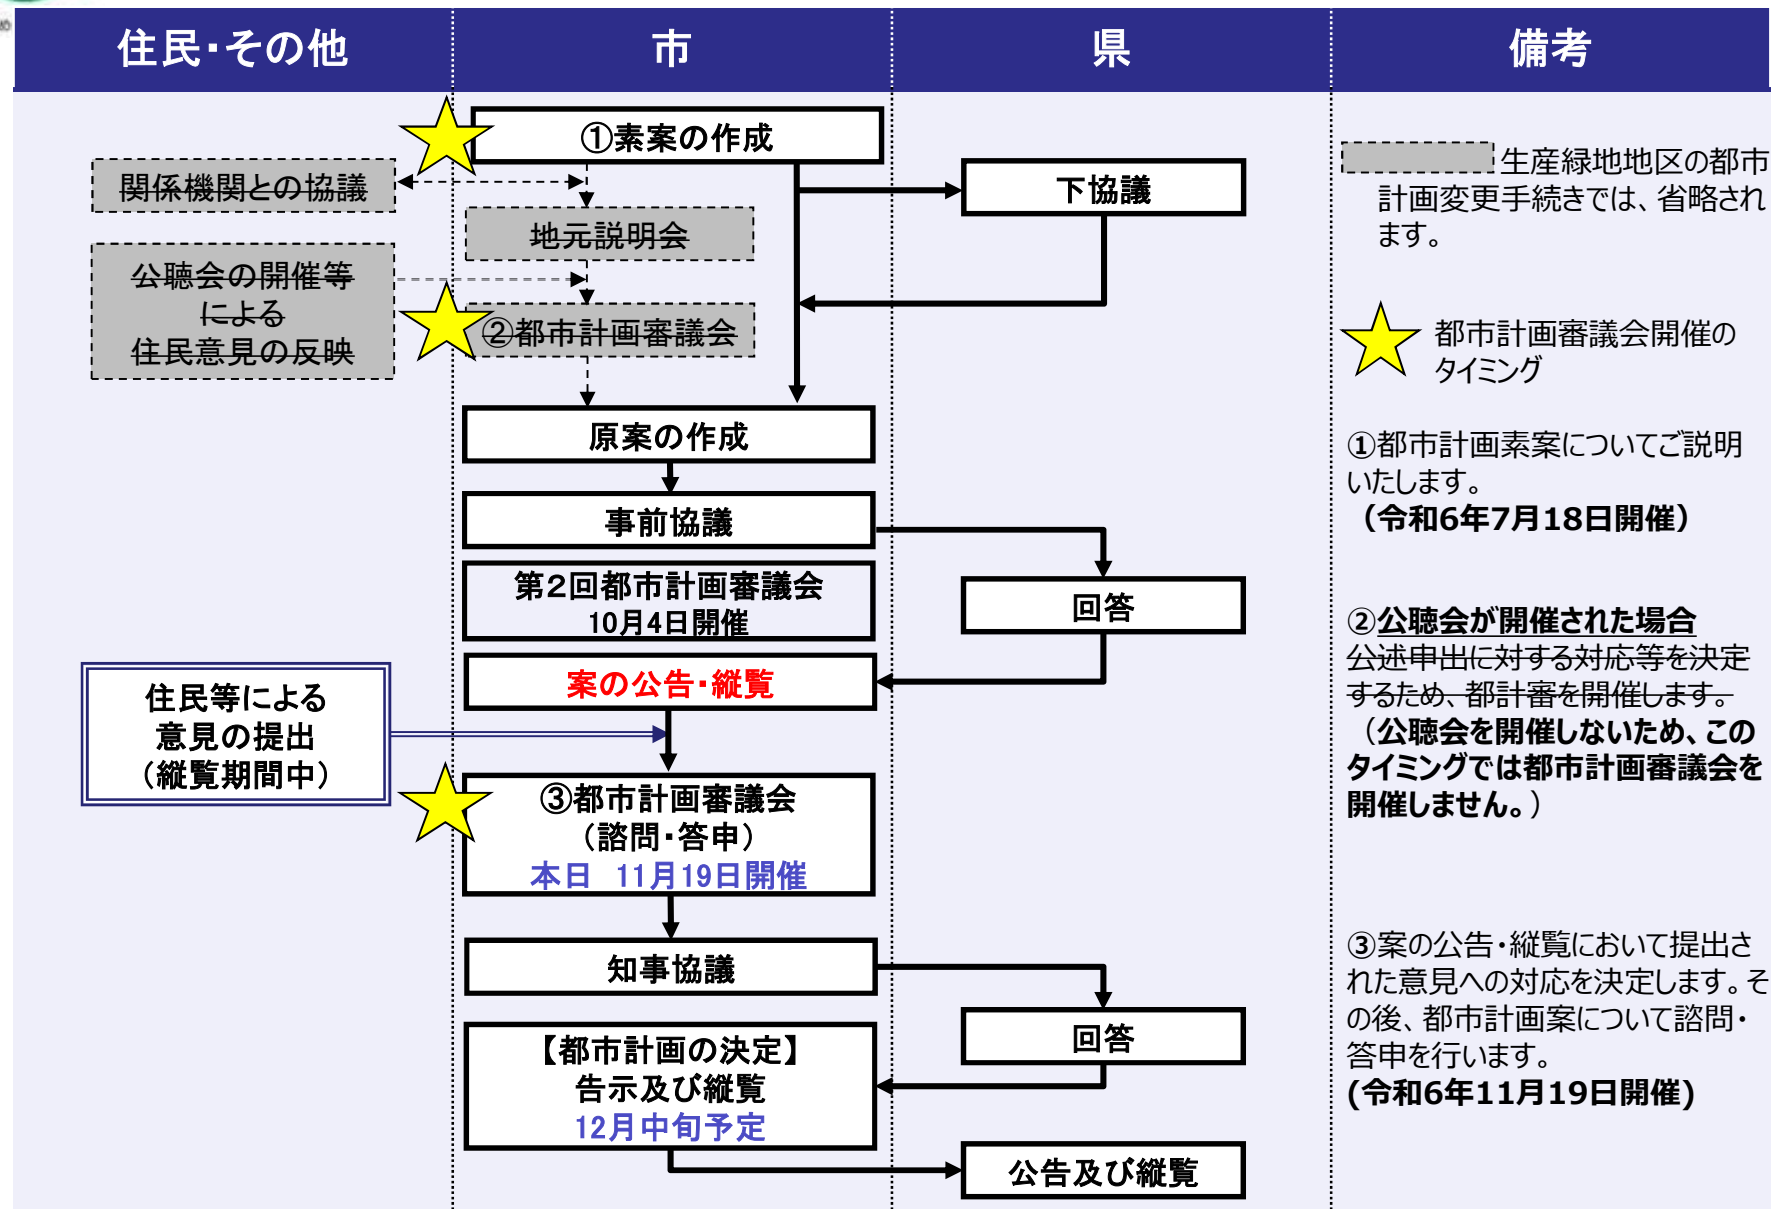 住民・その他
市
県
備考
①素案の作成
関係機関との協議
地元説明会
公聴会の開催等
による
住民意見の反映
②都市計画審議会
下協議
原案の作成
事前協議
第2回都市計画審議会
10月4日開催
回答
案の公告・縦覧
住民等による
意見の提出
（縦覧期間中）
③都市計画審議会
（諮問・答申）
本日　11月19日開催
知事協議
回答
【都市計画の決定】
告示及び縦覧
12月中旬予定
公告及び縦覧
生産緑地地区の都市
計画変更手続きでは、省略され
ます。
都市計画審議会開催の
タイミング
①都市計画素案についてご説明
いたします。
（令和6年7月18日開催）
②公聴会が開催された場合
公述申出に対する対応等を決定
するため、都計審を開催します。
（公聴会を開催しないため、この
タイミングでは都市計画審議会を
開催しません。）
③案の公告・縦覧において提出さ
れた意見への対応を決定します。そ
の後、都市計画案について諮問・
答申を行います。
(令和6年11月19日開催)